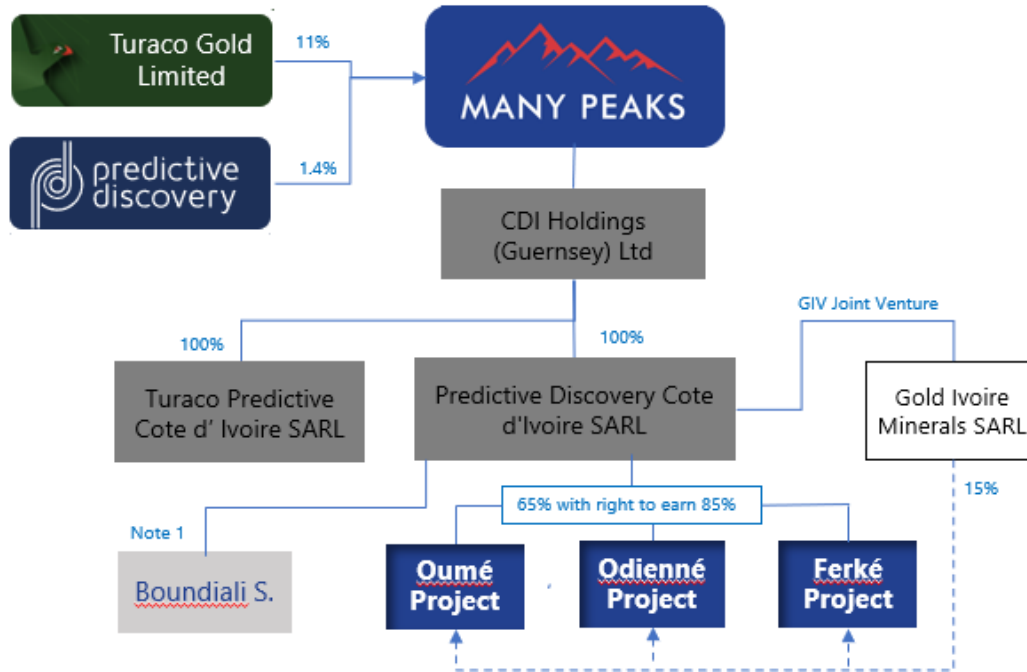 Turaco Gold
Limited
11%
MANY PEAKS
predictive
discovery
1.4%
CDI Holdings
(Guernsey) Ltd
GIV Joint Venture
100%
100%
Turaco Predictive
Cote d’ Ivoire SARL
Predictive Discovery Cote
d'Ivoire SARL
Gold Ivoire
Minerals SARL
15%
65% with right to earn 85%
Note 1
Boundiali S.
Oumé
Project
Odienné
Project
Ferké
Project